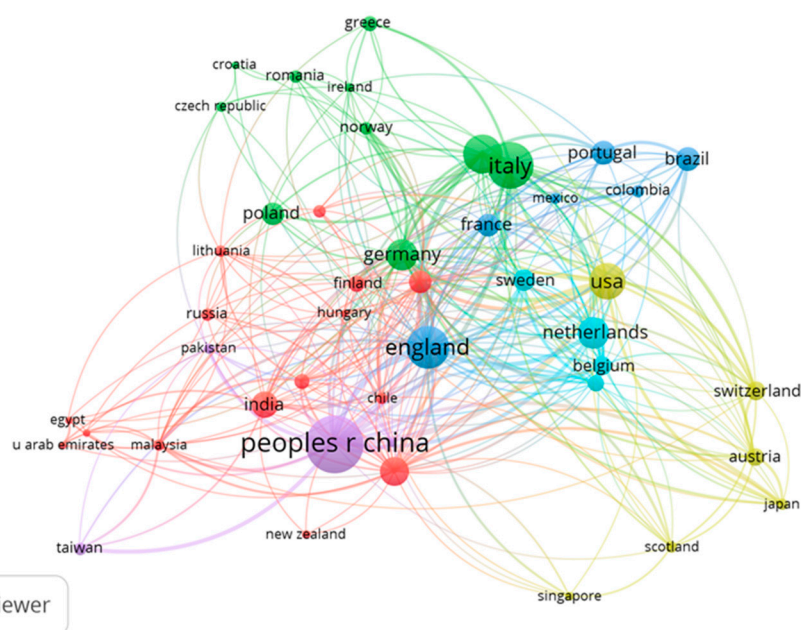 greece
croatia
romania
ireland
czech republic
norway
italy
portugal
brazil
mexico
colombia
poland
france
lithuania
germany
finland
sweden
usa
russia
hungary
netherlands
pakistan
england
belgium
switzerland
india
chile
egypt
u arab emirates
malaysia
peoples r china
austria
japan
new zealand
taiwan
scotland
singapore
ewer